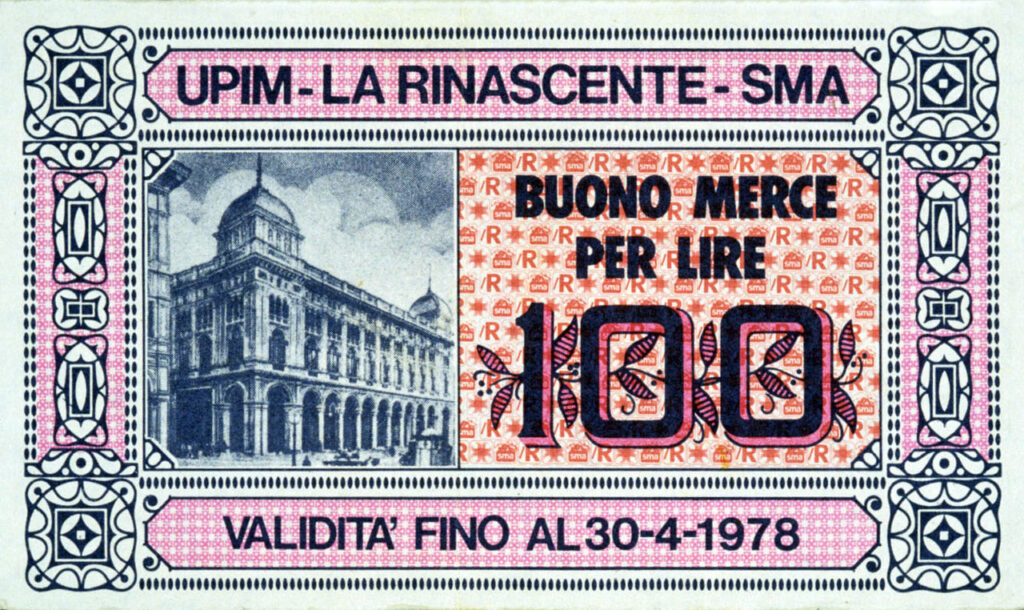 UPIM - LA RINASCENTE - SMA
BUONO MERCE
PER LIRE
100
VALIDITA' FINO AL 30-4-1978